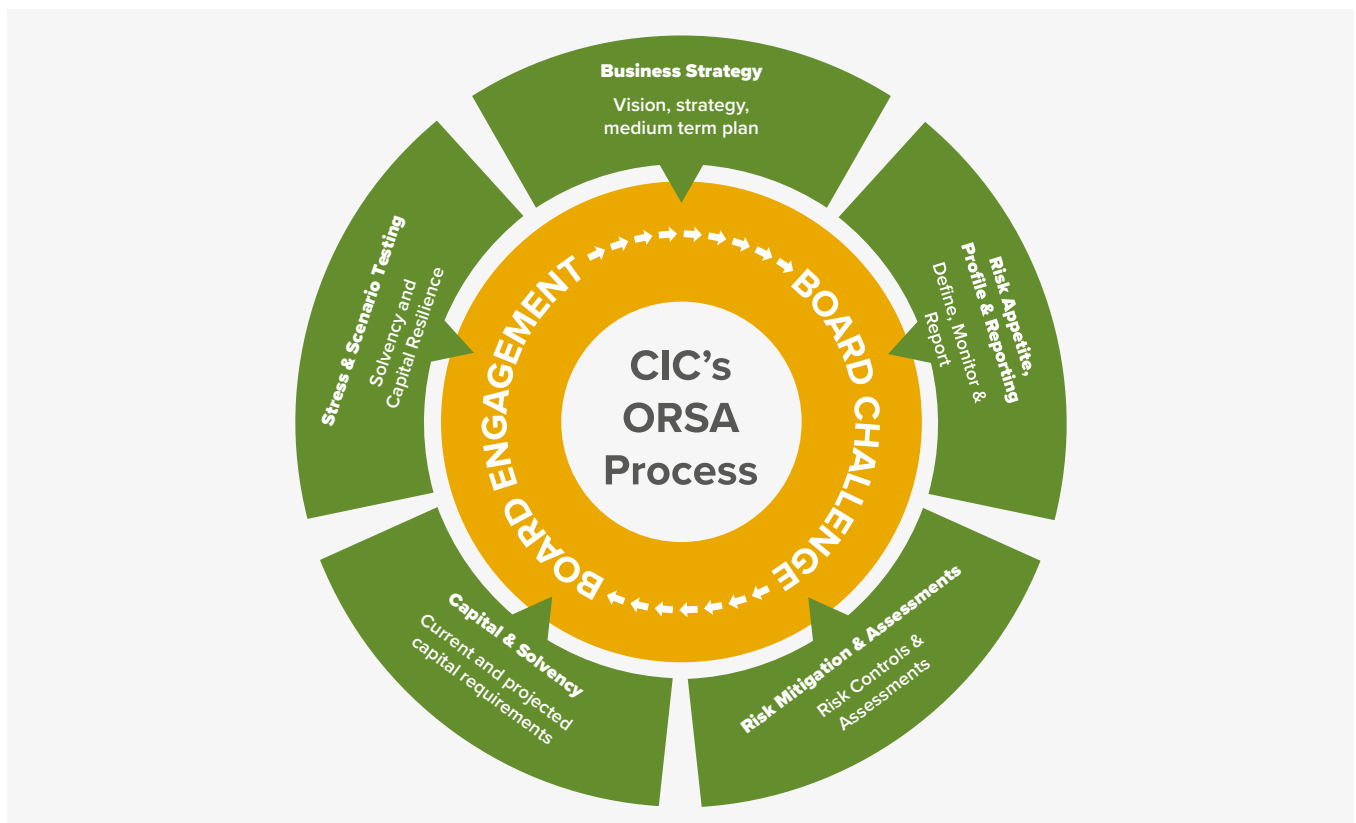 Business Strategy
Vision, strategy,
medium term plan
Risk Appetite,
Profile & Reporting
Define, Monitor &
Report
Risk Mitigation & Assessments
Risk Controls &
Assessments
Capital & Solvency
Current and projected
capital requirements
Stress & Scenario Testing
Solvency and
Capital Resilience
BOARD ENGAGEMENT
BOARD CHALLENGE
CIC’s
ORSA
Process